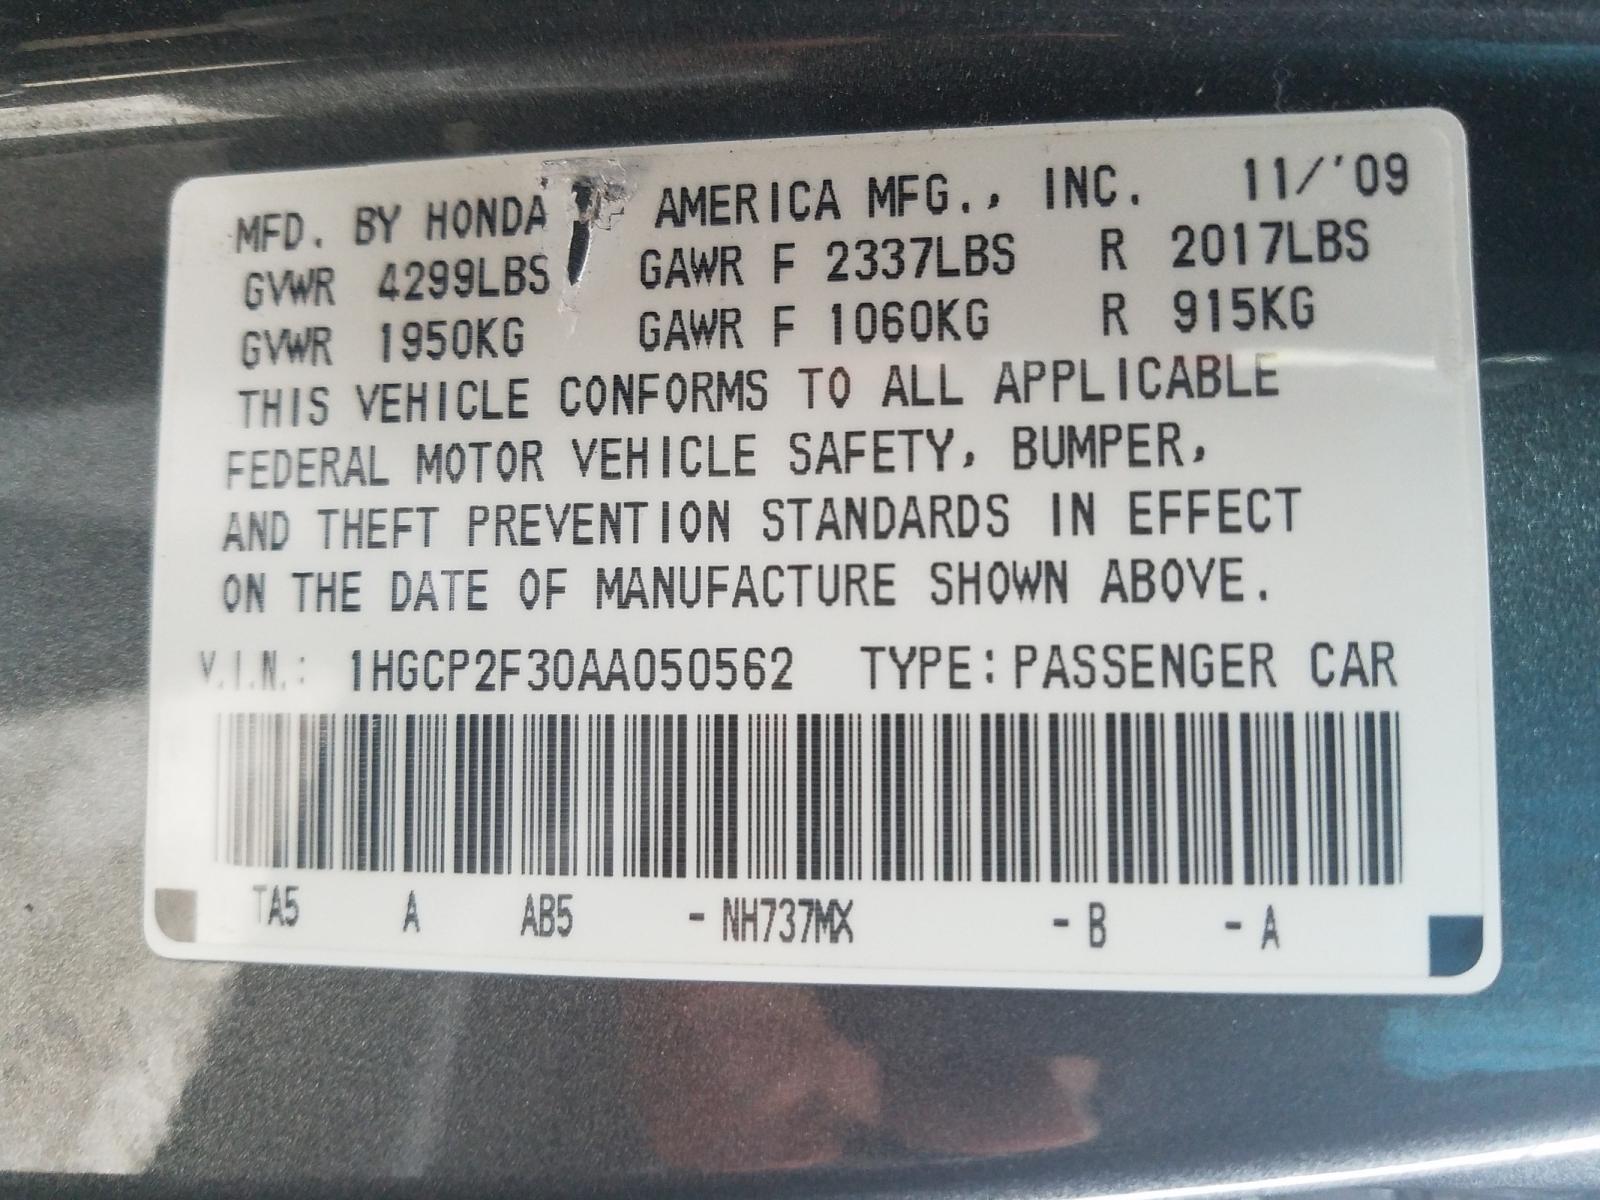 MFD. BY HONDA AMERICA MFG., INC. 11/'09
GVWR 4299LBS GAWR F 2337LBS R 2017LBS
GVWR 1950KG GAWR F 1060KG R 915KG
THIS VEHICLE CONFORMS TO ALL APPLICABLE
FEDERAL MOTOR VEHICLE SAFETY, BUMPER,
AND THEFT PREVENTION STANDARDS IN EFFECT
ON THE DATE OF MANUFACTURE SHOWN ABOVE.
V.I.N.: 1HGCP2F30AA050562 TYPE: PASSENGER CAR
TA5 A AB5 - NH737MX - B - A